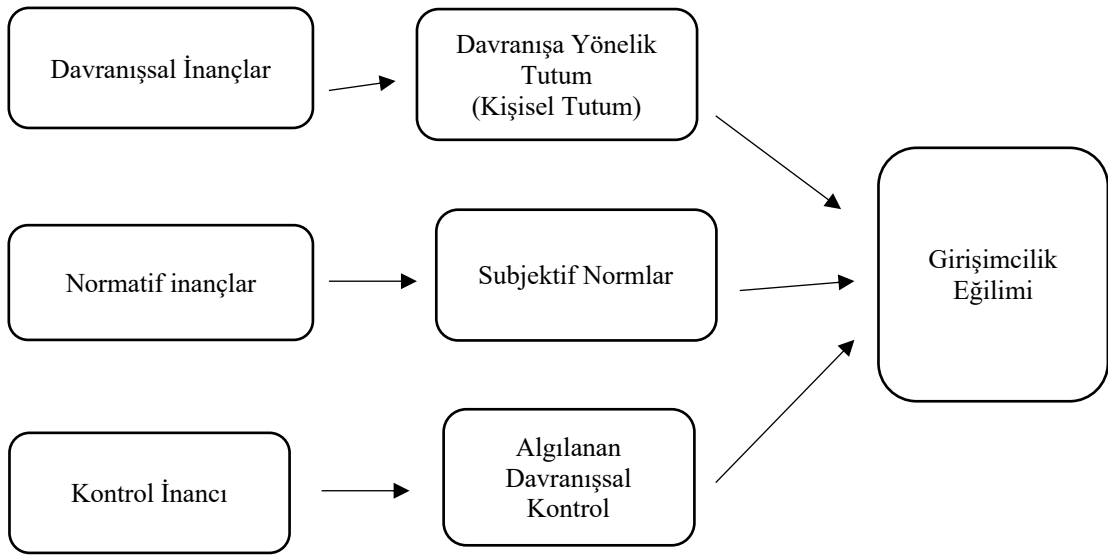 Davranışsal İnançlar
Davranışa Yönelik
Tutum
(Kişisel Tutum)
Normatif inançlar
Subjektif Normlar
Girişimcilik
Eğilimi
Kontrol İnancı
Algılanan
Davranışsal
Kontrol